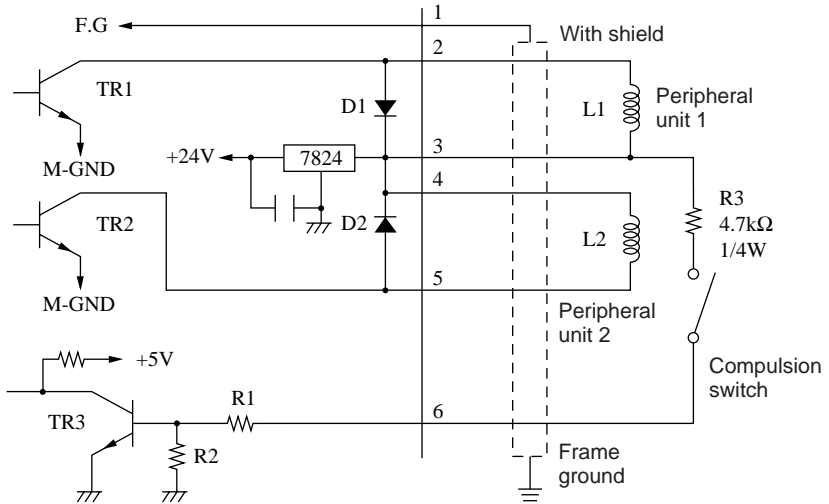 F.G
1
With shield
2
TR1
D1
L1
Peripheral
unit 1
M-GND
+24V
7824
3
4
R3
4.7kΩ
1/4W
TR2
D2
L2
M-GND
5
Peripheral
unit 2
+5V
Compulsion
switch
TR3
R1
6
R2
Frame
ground